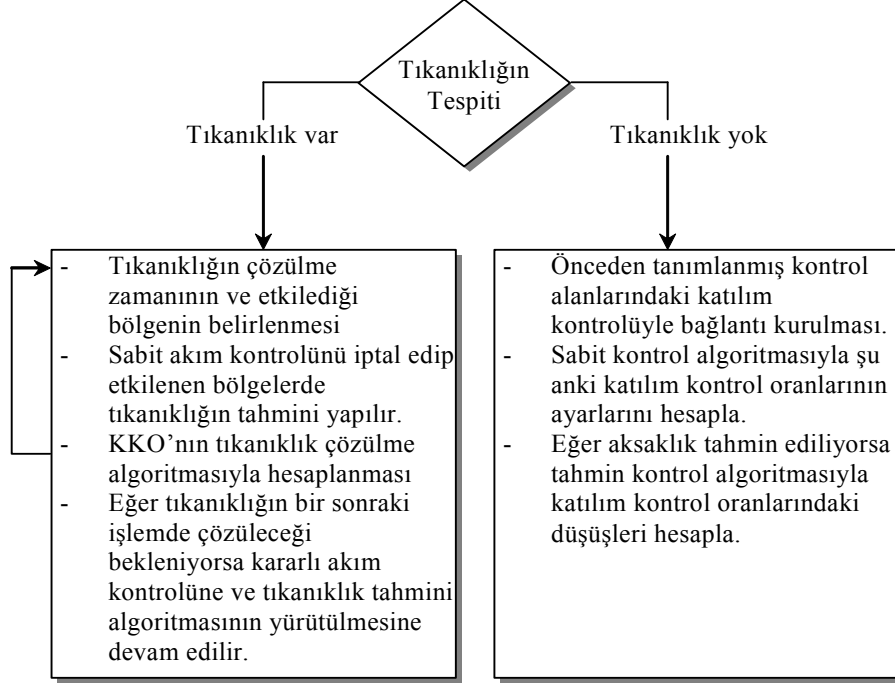 Tıkanıklığın
Tespiti
Tıkanıklık var
Tıkanıklık yok
- Tıkanıklığın çözülme
zamanının ve etkilediği
bölgenin belirlenmesi
- Sabit akım kontrolünü iptal edip
etkilenen bölgelerde
tıkanıklığın tahmini yapılır.
- KKO’nın tıkanıklık çözülme
algoritmasıyla hesaplanması
- Eğer tıkanıklığın bir sonraki
işlemde çözüleceği
bekleniyorsa kararlı akım
kontrolüne ve tıkanıklık tahmini
algoritmasının yürütülmesine
devam edilir.
- Önceden tanımlanmış kontrol
alanlarındaki katılım
kontrolüyle bağlantı kurulması.
- Sabit kontrol algoritmasıyla şu
anki katılım kontrol oranlarının
ayarlarını hesapla.
- Eğer aksaklık tahmin ediliyorsa
tahmin kontrol algoritmasıyla
katılım kontrol oranlarındaki
düşüşleri hesapla.